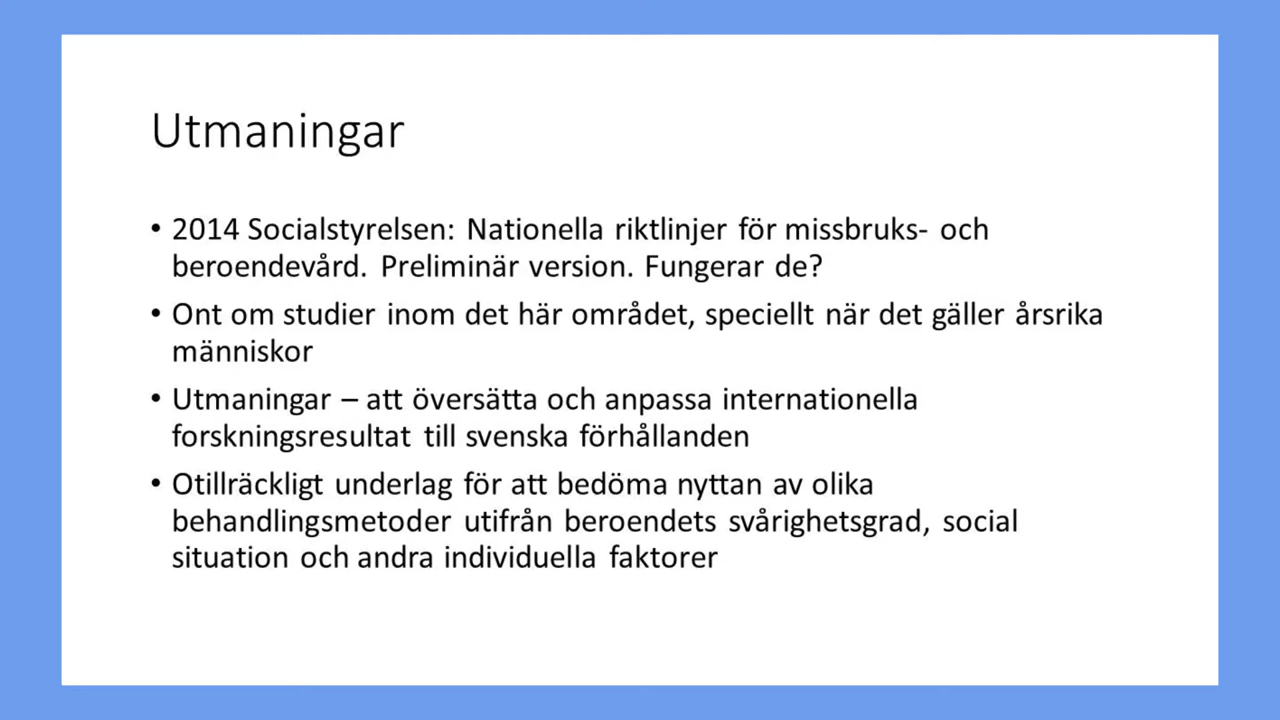 Utmaningar
• 2014 Socialstyrelsen: Nationella riktlinjer för missbruks- och
beroendevård. Preliminär version. Fungerar de?
• Ont om studier inom det här området, speciellt när det gäller årsrika
människor
• Utmaningar – att översätta och anpassa internationella
forskningsresultat till svenska förhållanden
• Otillräckligt underlag för att bedöma nyttan av olika
behandlingsmetoder utifrån beroendets svårighetsgrad, social
situation och andra individuella faktorer